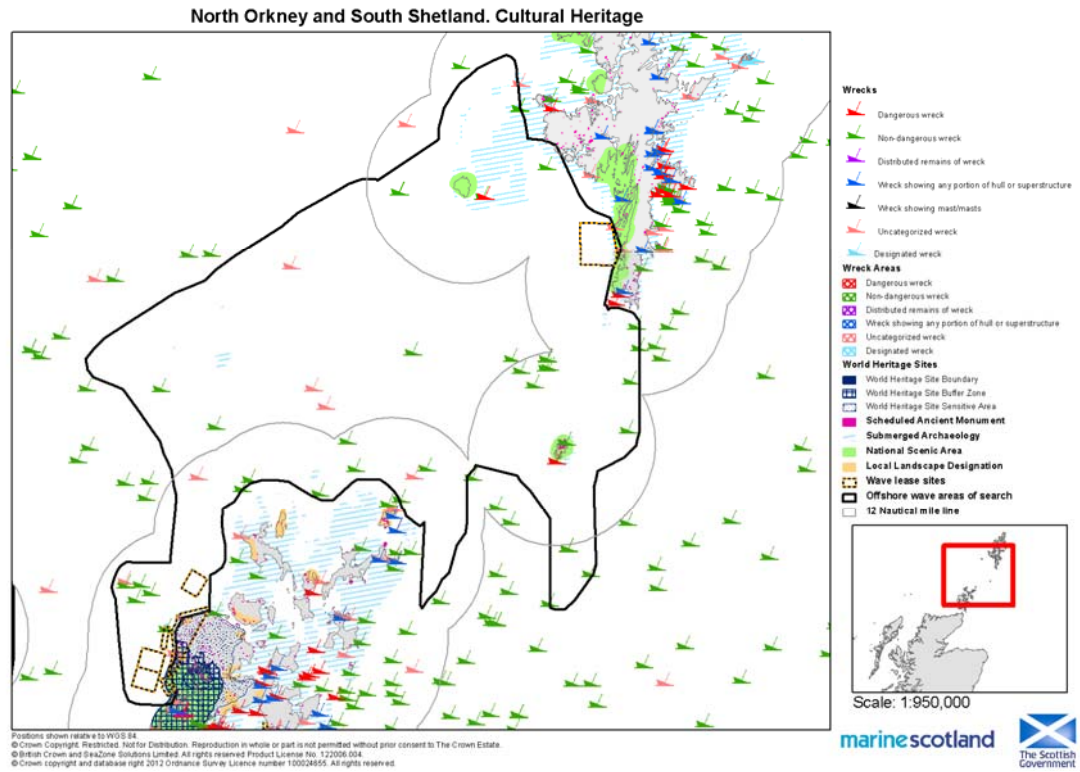 North Orkney and South Shetland. Cultural Heritage
Wrecks
Dangerous wreck
Non-dangerous wreck
Distributed remains of wreck
Wreck showing any portion of hull or superstructure
Wreck showing mast/masts
Uncategorized wreck
Designated wreck
Wreck Areas
Dangerous wreck
Non-dangerous wreck
Distributed remains of wreck
Wreck showing any portion of hull or superstructure
Uncategorized wreck
Designated wreck
World Heritage Sites
World Heritage Site Boundary
World Heritage Site Buffer Zone
World Heritage Site Sensitive Area
Scheduled Ancient Monument
Submerged Archaeology
National Scenic Area
Local Landscape Designation
Wave lease sites
Offshore wave areas of search
12 Nautical mile line
Scale: 1:950,000
marinescotland
The Scottish
Government
Positions shown relative to WGS 84.
© Crown Copyright. Restricted. Not for Distribution. Reproduction in whole or part is not permitted without prior consent to The Crown Estate.
© British Crown and SeaZone Solutions Limited. All rights reserved Product License No. 122006.004.
© Crown copyright and database right 2012 Ordnance Survey Licence number 100024655. All rights reserved.